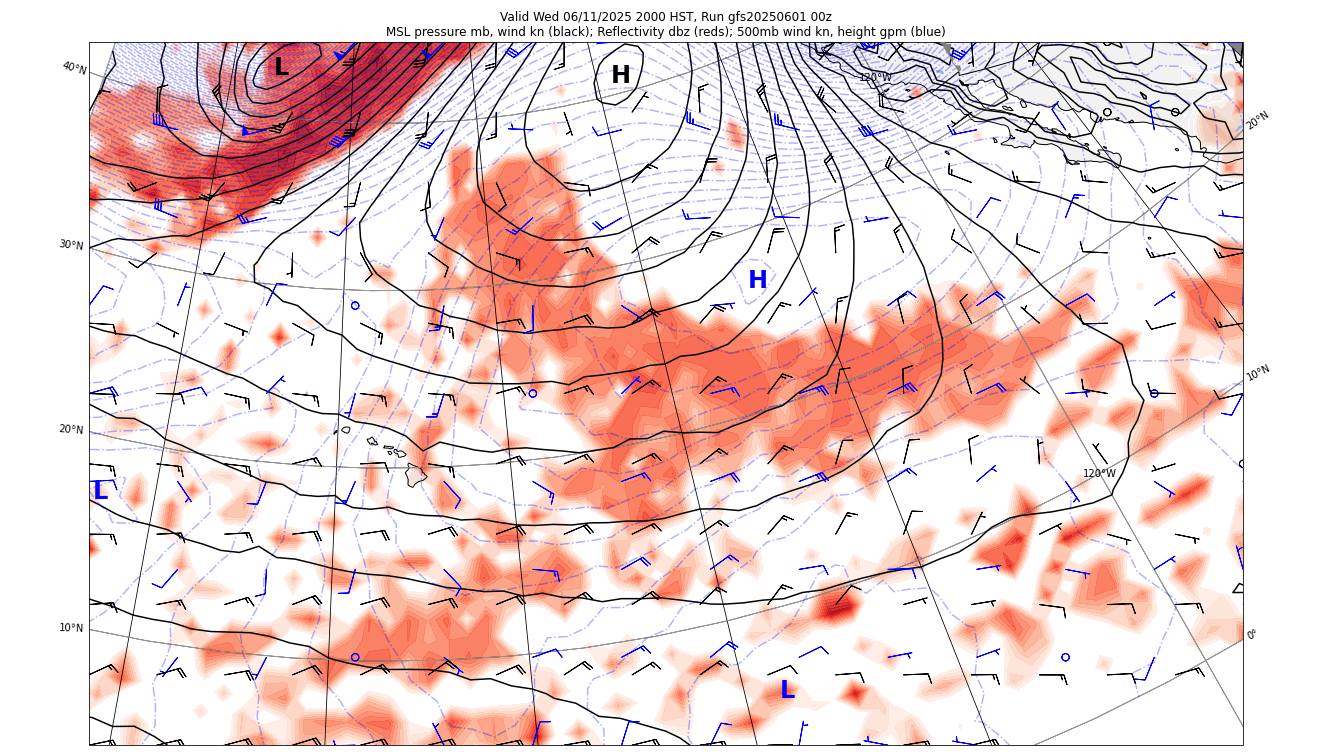 Valid Wed 06/11/2025 2000 HST, Run gfs20250601 00z
MSL pressure mb, wind kn (black); Reflectivity dbz (reds); 500mb wind kn, height gpm (blue)
40°N
L
H
120°W
20°N
30°N
H
10°N
20°N
120°W
L
10°N
0°
L